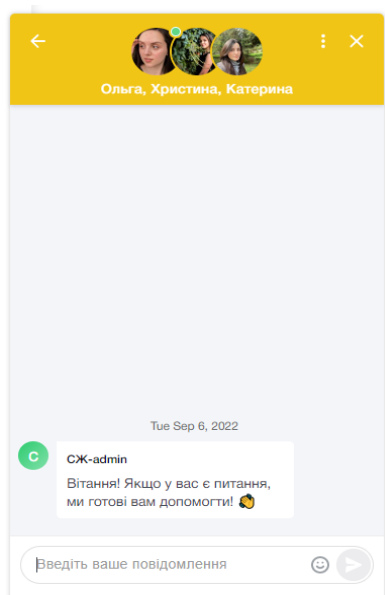 Ольга, Христина, Катерина
Tue Sep 6, 2022
С
СЖ-admin
Вітання! Якщо у вас є питання,
ми готові вам допомогти! 👏
Введіть ваше повідомлення